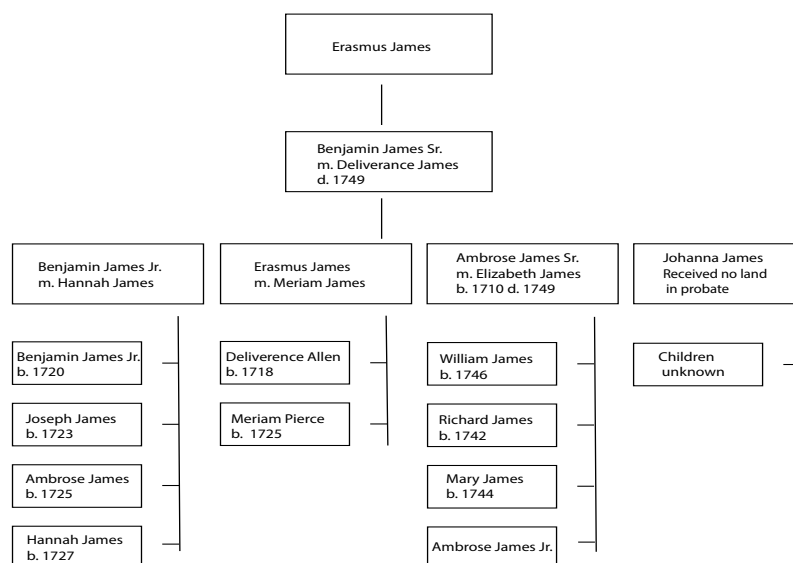 Erasmus James
Benjamin James Sr.
m. Deliverance James
d. 1749
Benjamin James Jr.
m. Hannah James
Erasmus James
m. Meriam James
Ambrose James Sr.
m. Elizabeth James
b. 1710 d. 1749
Johanna James
Received no land
in probate
Benjamin James Jr.
b. 1720
Joseph James
b. 1723
Ambrose James
b. 1725
Hannah James
b. 1727
Deliverence Allen
b. 1718
Meriam Pierce
b. 1725
William James
b. 1746
Richard James
b. 1742
Mary James
b. 1744
Ambrose James Jr.
Children
unknown